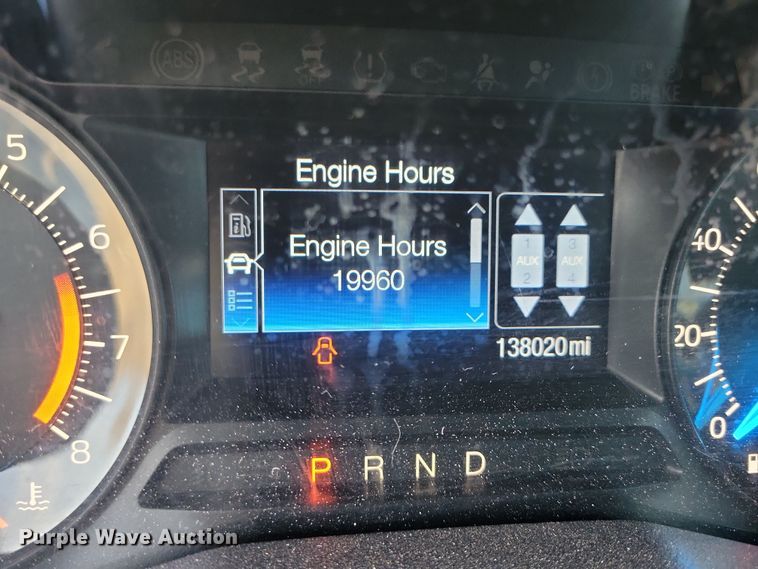 ABS
OFF
BRAKE
Engine Hours
Engine Hours
19960
1 3
AUX AUX
2 4
138020mi
5
6
7
8
40
20
0
P R N D
Purple Wave Auction